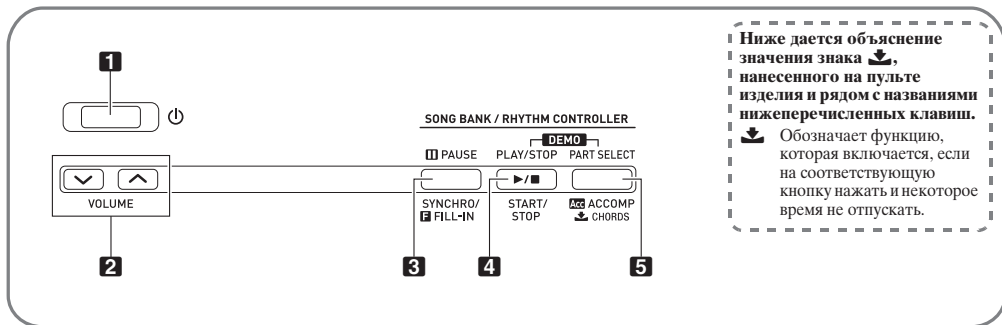 1
SONG BANK / RHYTHM CONTROLLER
DEMO
PAUSE PLAY/STOP PART SELECT
VOLUME
SYNCHRO/ START/ Acc ACCOMP
F FILL-IN STOP CHORDS
2 3 4 5
Ниже дается объяснение
значения знака ,
нанесенного на пульте
изделия и рядом с названиями
нижеперечисленных клавиш.
Обозначает функцию,
которая включается, если
на соответствующую
кнопку нажать и некоторое
время не отпускать.